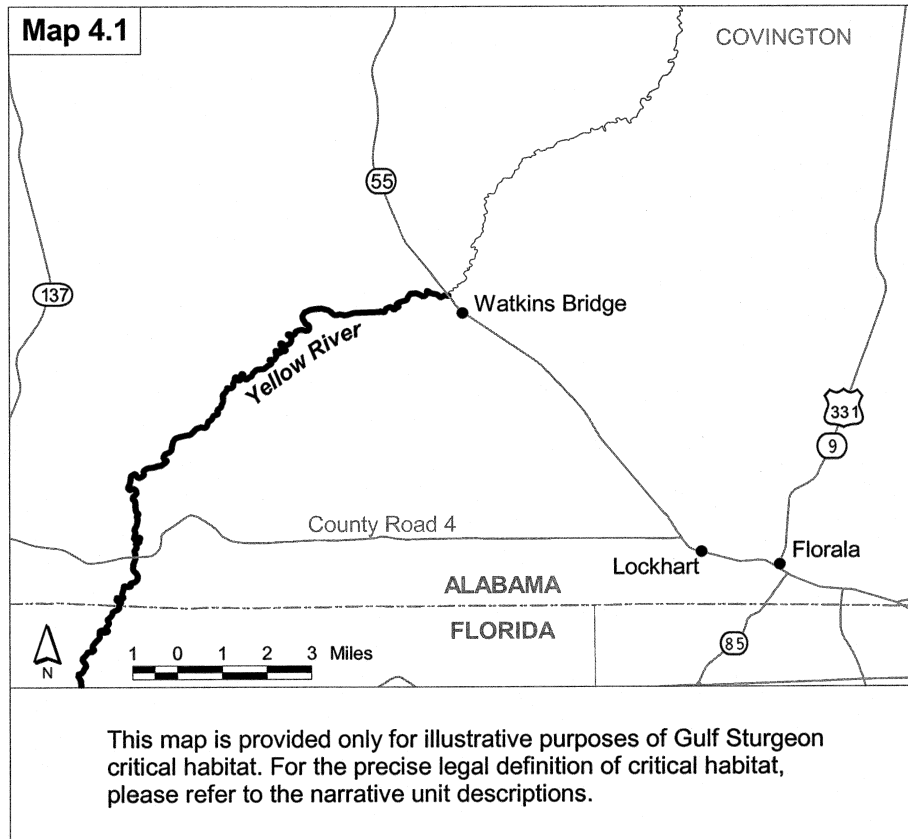 Map 4.1
COVINGTON
55
137
Watkins Bridge
Yellow River
331
9
County Road 4
Lockhart
Florala
ALABAMA
FLORIDA
85
N
1 0 1 2 3 Miles
This map is provided only for illustrative purposes of Gulf Sturgeon
critical habitat. For the precise legal definition of critical habitat,
please refer to the narrative unit descriptions.